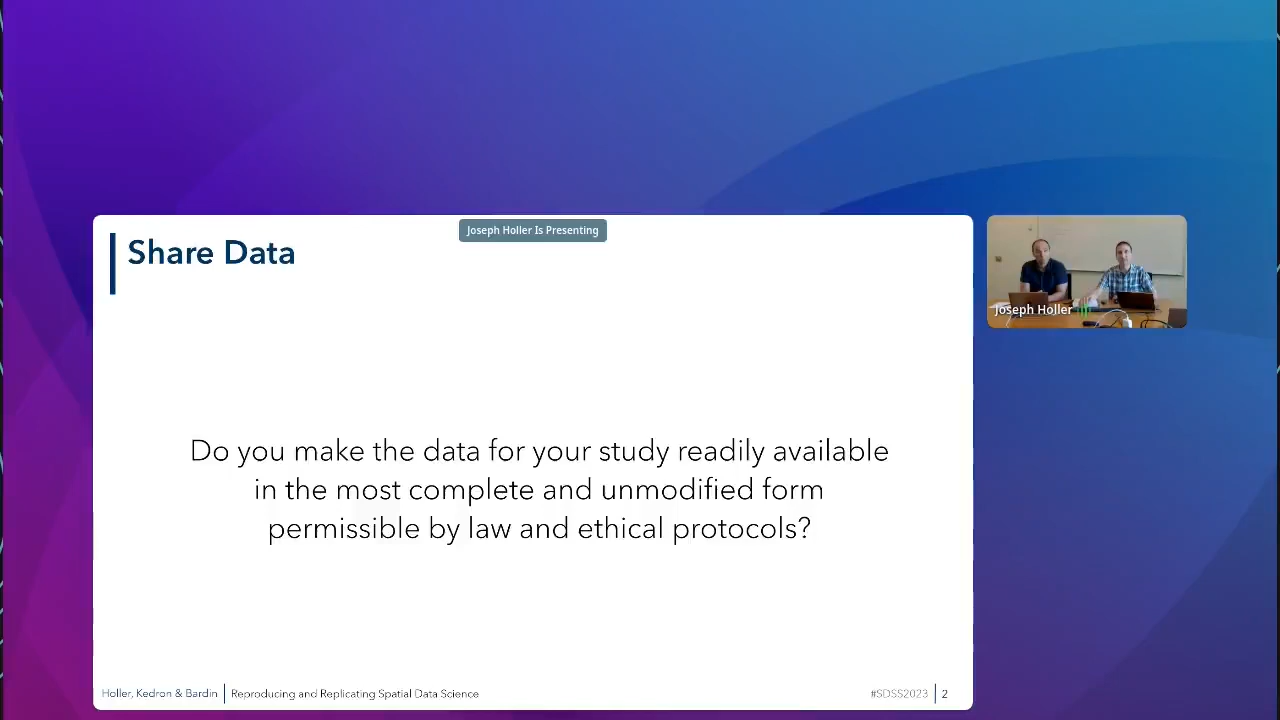 Joseph Holler Is Presenting
Share Data
Joseph Holler
Do you make the data for your study readily available
in the most complete and unmodified form
permissible by law and ethical protocols?
Holler, Kedron & Bardin
Reproducing and Replicating Spatial Data Science
#SDSS2023
2